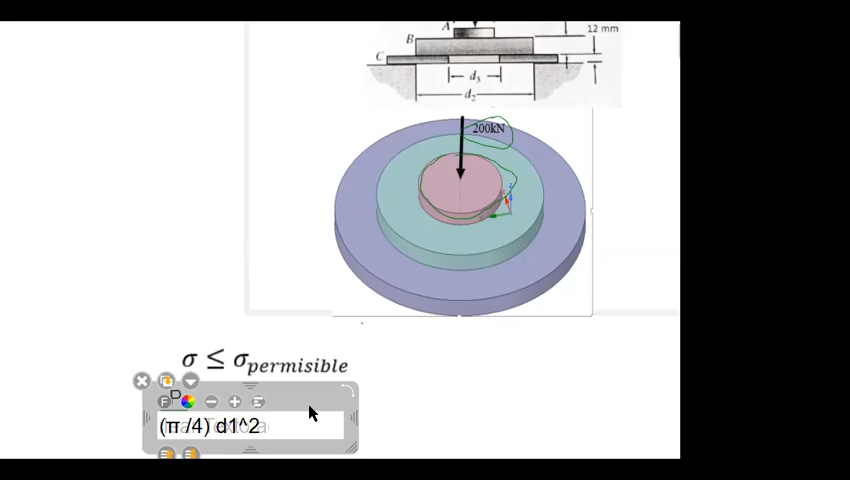 A
12 mm
B
C
d₃
d₂
200kN
z
σ ≤ σpermisible
P
F
(π /4) d1^2